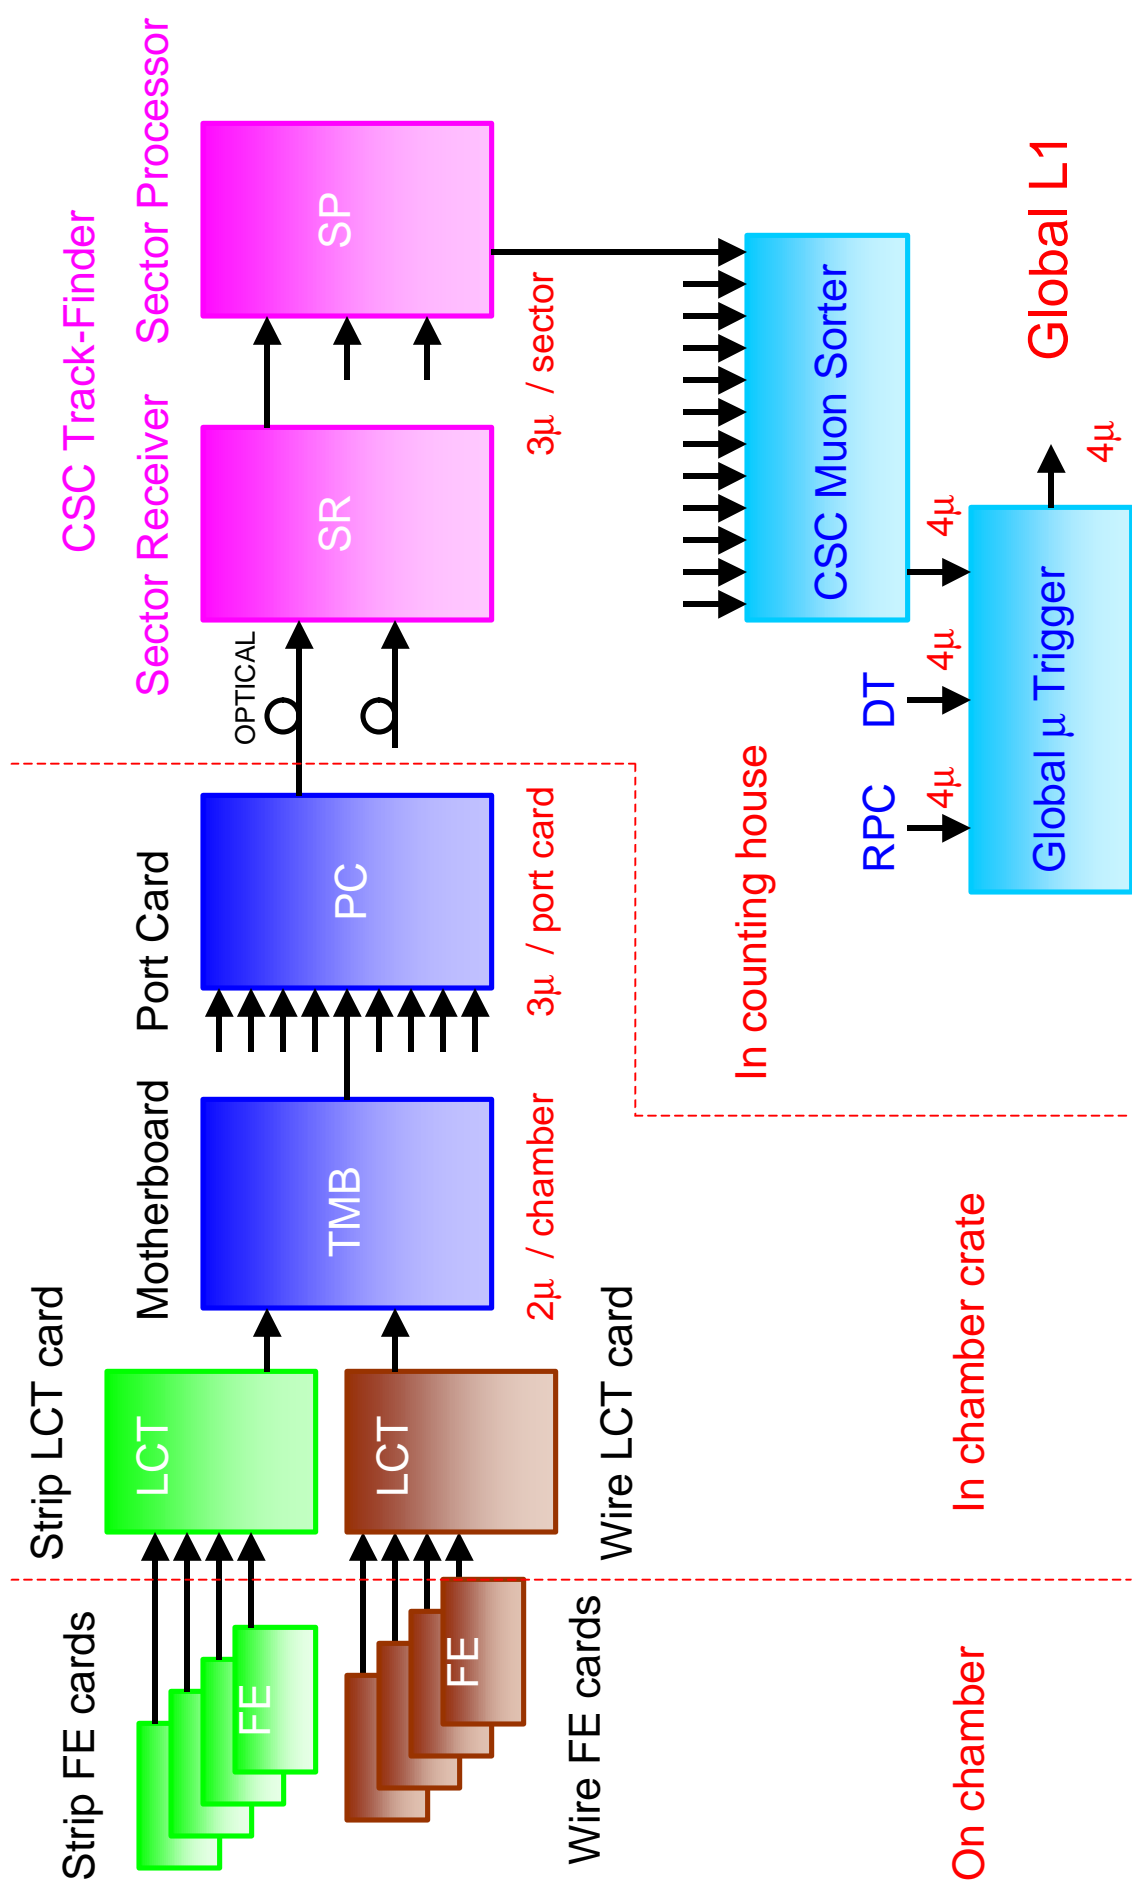 CSC Track-Finder
Strip FE cards
Strip LCT card
Motherboard
Port Card
Sector Receiver
Sector Processor
OPTICAL
FE
LCT
TMB
PC
SR
SP
FE
LCT
Wire FE cards
Wire LCT card
2μ / chamber
3μ / port card
3μ / sector
In counting house
CSC Muon Sorter
RPC
DT
4μ
4μ
4μ
Global μ Trigger
4μ
Global L1
On chamber
In chamber crate